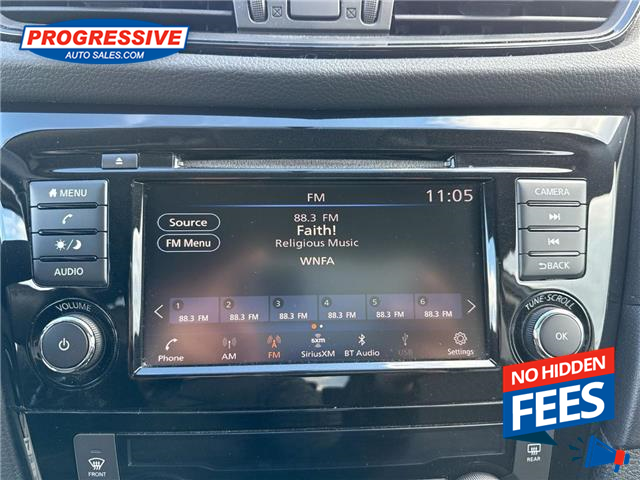 PROGRESSIVE
AUTO SALES.COM
MENU
AUDIO
VOLUME
FM 11:05
Source
FM Menu
88.3 FM
Faith!
Religious Music
WNFA
1 2 3 4 5 6
88.3 FM 88.3 FM 88.3 FM 88.3 FM 88.3 FM 88.3 FM
Phone AM FM sxm SiriusXM BT Audio USB Settings
CAMERA
BACK
TUNE·SCROLL
OK
NO HIDDEN
FEES
FRONT
REAR